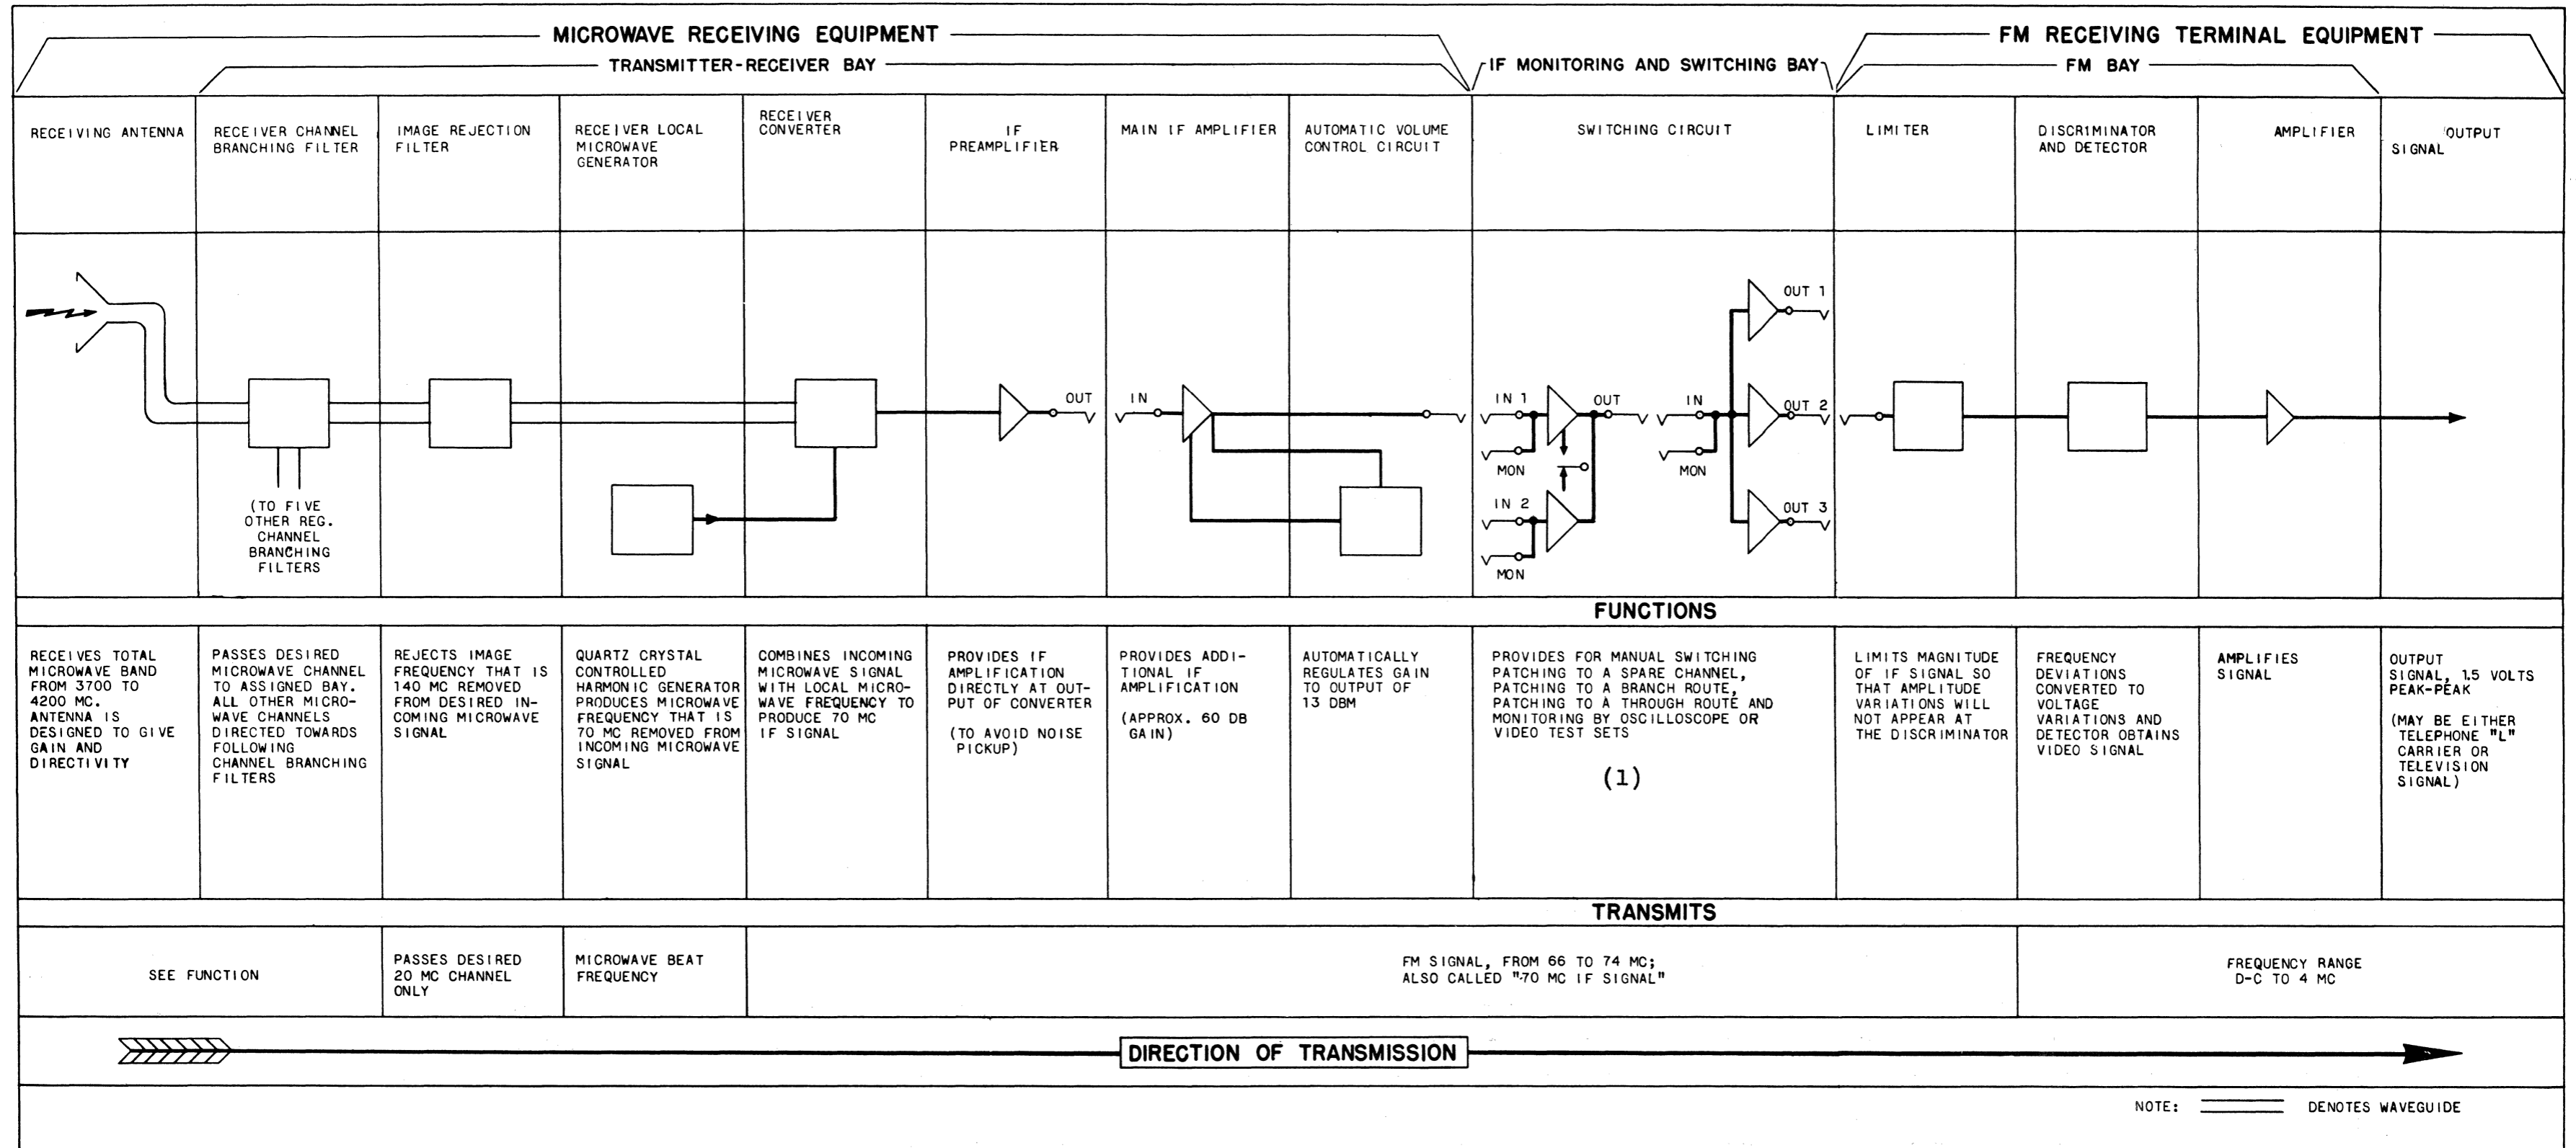 MICROWAVE RECEIVING EQUIPMENT
FM RECEIVING TERMINAL EQUIPMENT
TRANSMITTER-RECEIVER BAY
IF MONITORING AND SWITCHING BAY
FM BAY
RECEIVING ANTENNA
RECEIVER CHANNEL
BRANCHING FILTER
IMAGE REJECTION
FILTER
RECEIVER LOCAL
MICROWAVE
GENERATOR
RECEIVER
CONVERTER
IF
PREAMPLIFIER
MAIN IF AMPLIFIER
AUTOMATIC VOLUME
CONTROL CIRCUIT
SWITCHING CIRCUIT
LIMITER
DISCRIMINATOR
AND DETECTOR
AMPLIFIER
OUTPUT
SIGNAL
(TO FIVE
OTHER REG.
CHANNEL
BRANCHING
FILTERS
OUT
IN
IN 1
MON
IN 2
MON
OUT
IN
MON
OUT 1
OUT 2
OUT 3
FUNCTIONS
RECEIVES TOTAL
MICROWAVE BAND
FROM 3700 TO
4200 MC.
ANTENNA IS
DESIGNED TO GIVE
GAIN AND
DIRECTIVITY
PASSES DESIRED
MICROWAVE CHANNEL
TO ASSIGNED BAY.
ALL OTHER MICRO-
WAVE CHANNELS
DIRECTED TOWARDS
FOLLOWING
CHANNEL BRANCHING
FILTERS
REJECTS IMAGE
FREQUENCY THAT IS
140 MC REMOVED
FROM DESIRED IN-
COMING MICROWAVE
SIGNAL
QUARTZ CRYSTAL
CONTROLLED
HARMONIC GENERATOR
PRODUCES MICROWAVE
FREQUENCY THAT IS
70 MC REMOVED FROM
INCOMING MICROWAVE
SIGNAL
COMBINES INCOMING
MICROWAVE SIGNAL
WITH LOCAL MICRO-
WAVE FREQUENCY TO
PRODUCE 70 MC
IF SIGNAL
PROVIDES IF
AMPLIFICATION
DIRECTLY AT OUT-
PUT OF CONVERTER
(TO AVOID NOISE
PICKUP)
PROVIDES ADDI-
TIONAL IF
AMPLIFICATION
(APPROX. 60 DB
GAIN)
AUTOMATICALLY
REGULATES GAIN
TO OUTPUT OF
13 DBM
PROVIDES FOR MANUAL SWITCHING
PATCHING TO A SPARE CHANNEL,
PATCHING TO A BRANCH ROUTE,
PATCHING TO A THROUGH ROUTE AND
MONITORING BY OSCILLOSCOPE OR
VIDEO TEST SETS
(1)
LIMITS MAGNITUDE
OF IF SIGNAL SO
THAT AMPLITUDE
VARIATIONS WILL
NOT APPEAR AT
THE DISCRIMINATOR
FREQUENCY
DEVIATIONS
CONVERTED TO
VOLTAGE
VARIATIONS AND
DETECTOR OBTAINS
VIDEO SIGNAL
AMPLIFIES
SIGNAL
OUTPUT
SIGNAL, 1.5 VOLTS
PEAK-PEAK
(MAY BE EITHER
TELEPHONE "L"
CARRIER OR
TELEVISION
SIGNAL)
TRANSMITS
SEE FUNCTION
PASSES DESIRED
20 MC CHANNEL
ONLY
MICROWAVE BEAT
FREQUENCY
FM SIGNAL, FROM 66 TO 74 MC;
ALSO CALLED "70 MC IF SIGNAL"
FREQUENCY RANGE
D-C TO 4 MC
DIRECTION OF TRANSMISSION
NOTE: DENOTES WAVEGUIDE